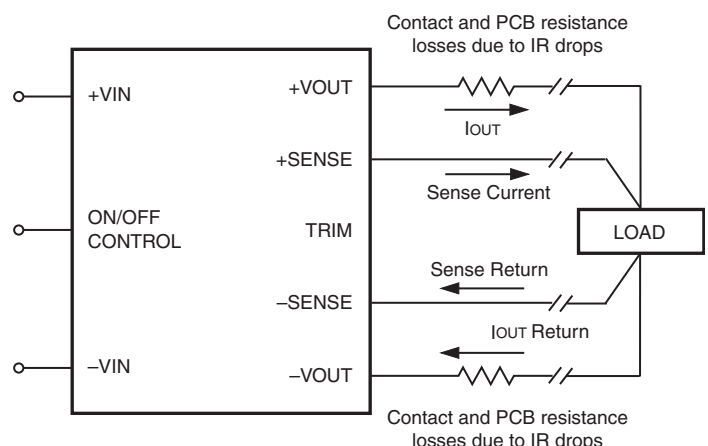 Contact and PCB resistance
losses due to IR drops
+VOUT
+VIN
IOUT
+SENSE
Sense Current
ON/OFF
CONTROL
TRIM
LOAD
Sense Return
–SENSE
IOUT Return
–VIN
–VOUT
Contact and PCB resistance
losses due to IR drops